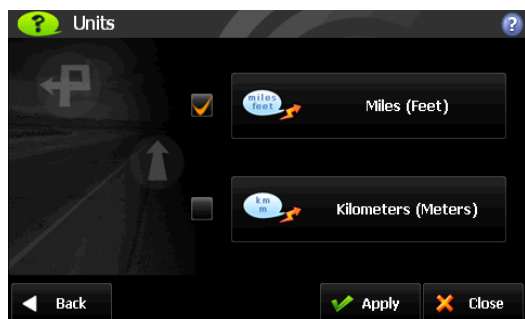 Units
miles
feet
Miles (Feet)
km
m
Kilometers (Meters)
Back
Apply
Close